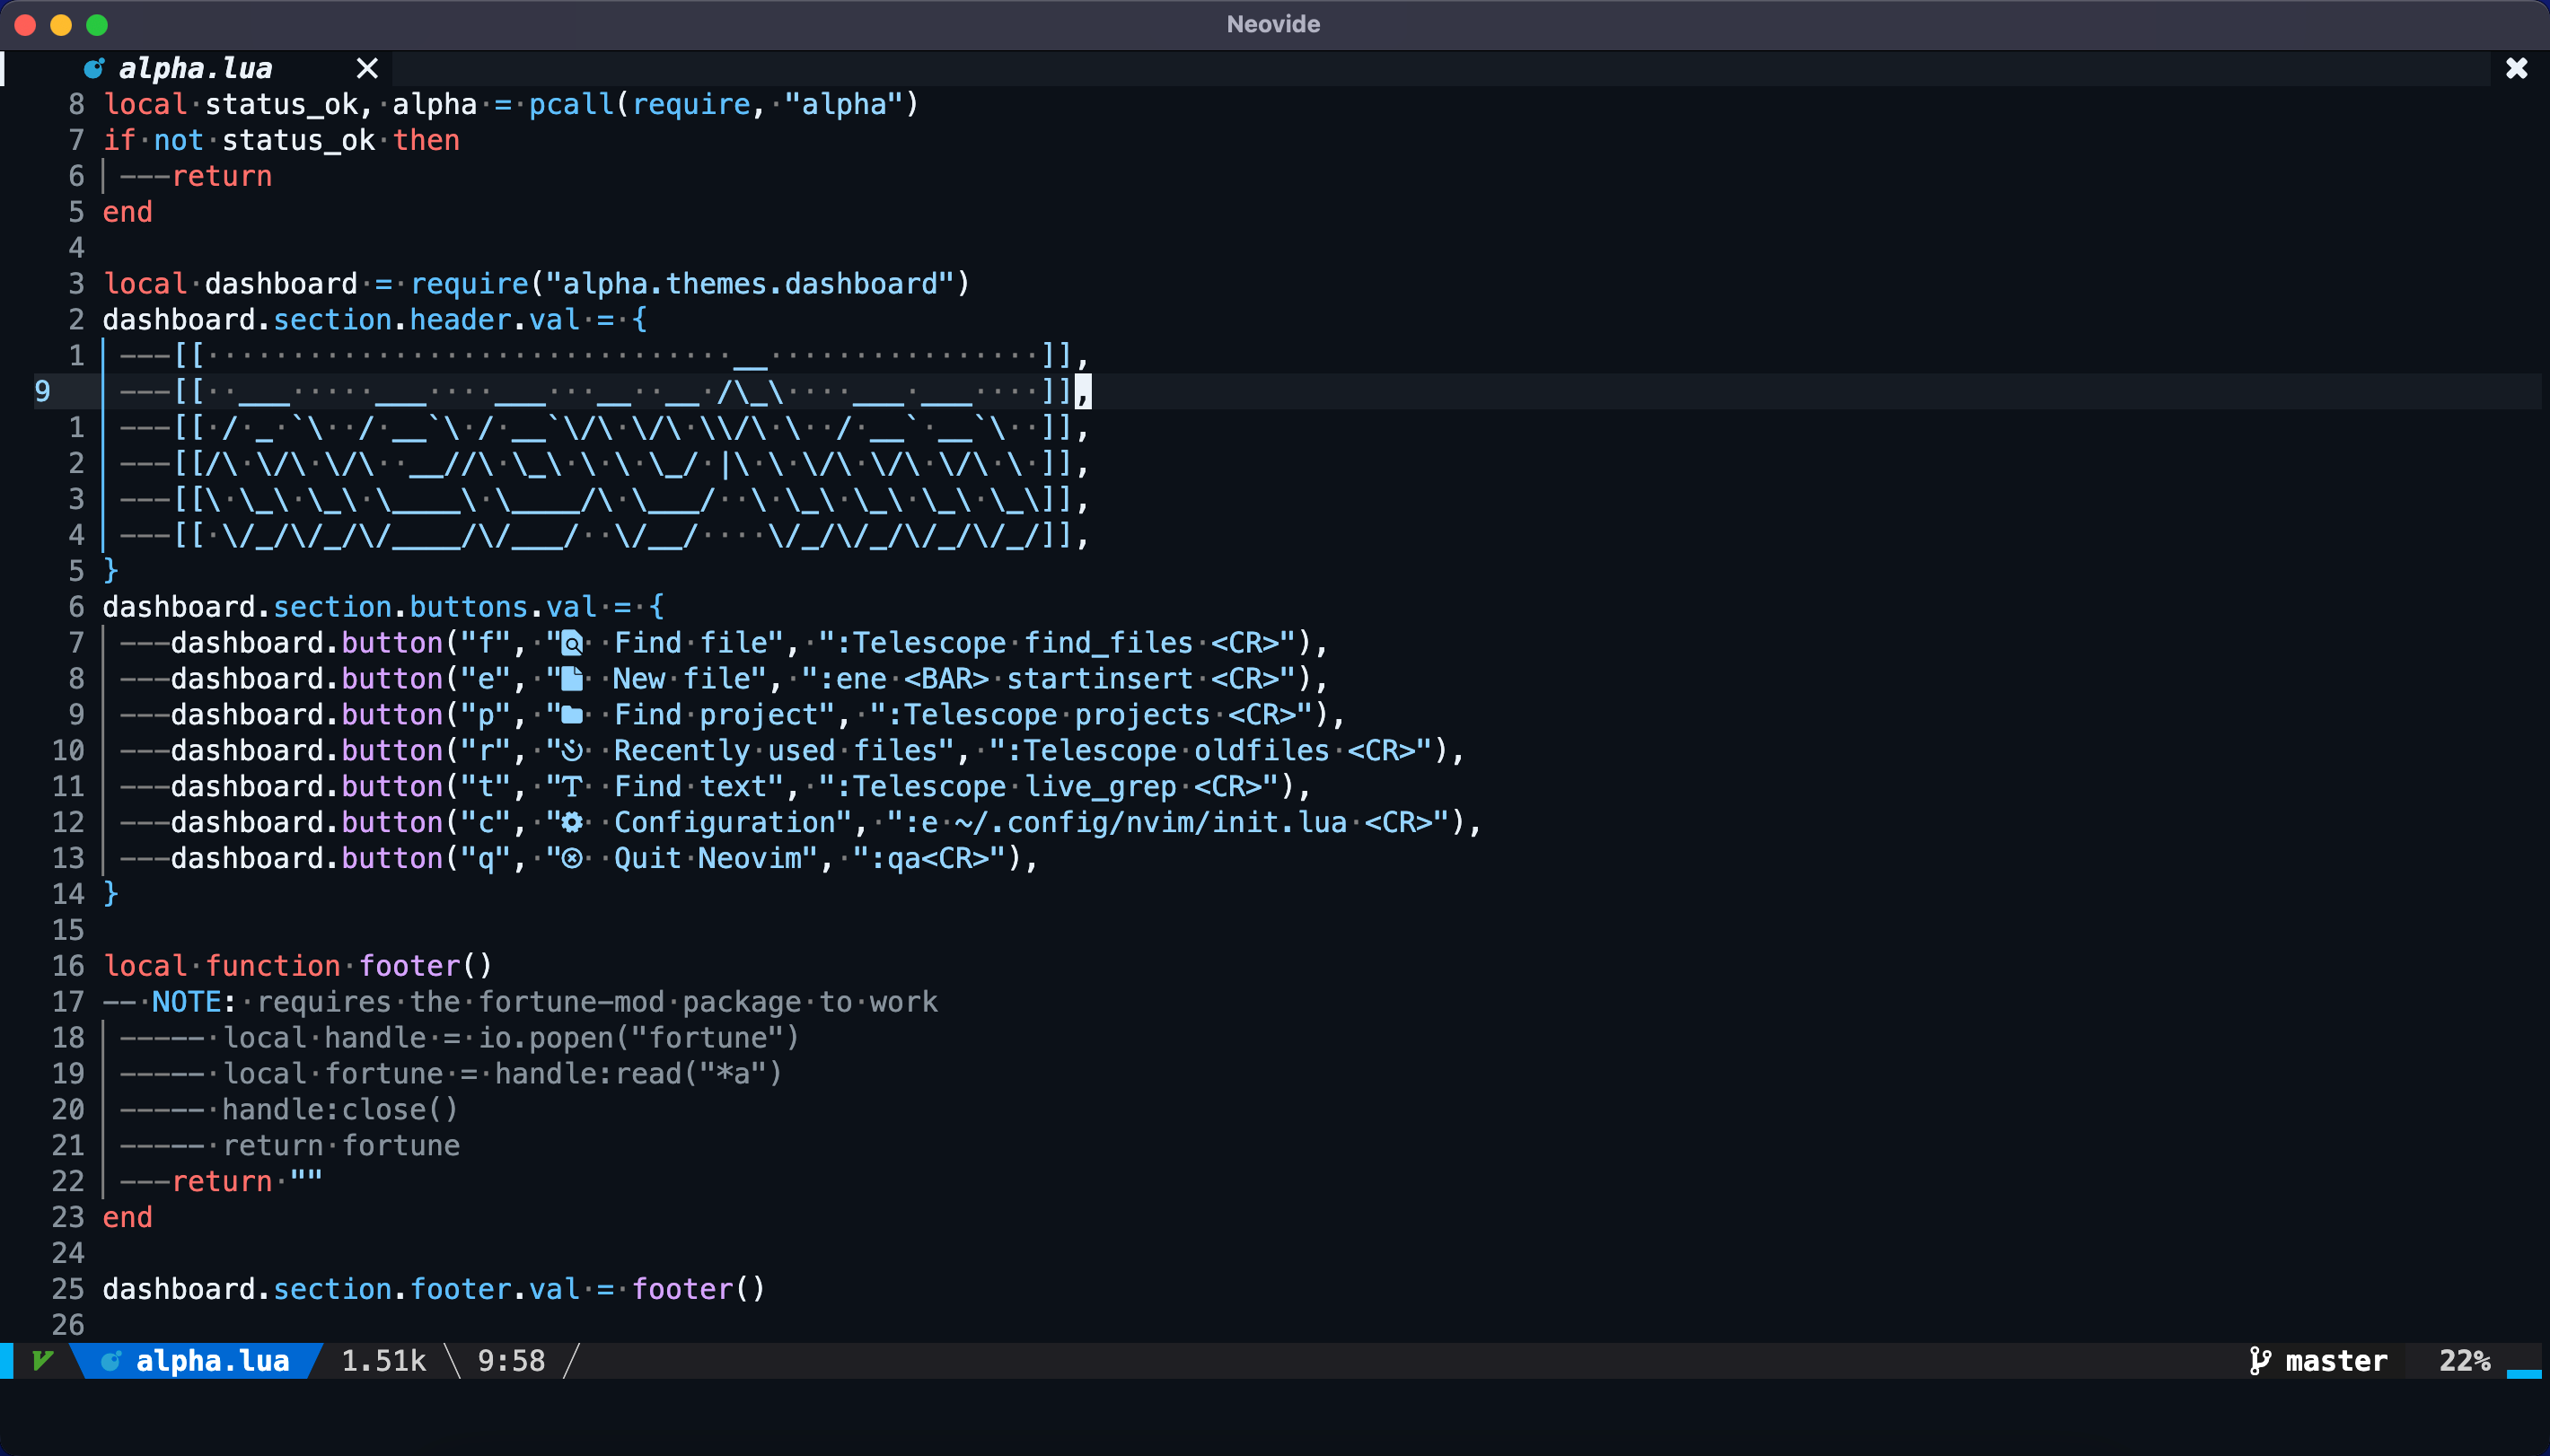 Neovide
alpha.lua
8 local status_ok, alpha = pcall(require, "alpha")
7 if not status_ok then
6 ---return
5 end
4
3 local dashboard = require("alpha.themes.dashboard")
2 dashboard.section.header.val = {
1 ---[[                               __                ]],
9 ---[[  ___     ___    ___   __  __ /\_\    ___ ___    ]],
1 ---[[ / _ `\  / __`\ / __`\/\ \/\ \\/\ \  / __` __`\  ]],
2 ---[[/\ \/\ \/\  __//\ \_\ \ \ \_/ |\ \ \/\ \/\ \/\ \ ]],
3 ---[[\ \_\ \_\ \____\ \____/\ \___/  \ \_\ \_\ \_\ \_\]],
4 ---[[ \/_/\/_/\/____/\/___/  \/__/    \/_/\/_/\/_/\/_/]],
5 }
6 dashboard.section.buttons.val = {
7 ---dashboard.button("f", "  Find file", ":Telescope find_files <CR>"),
8 ---dashboard.button("e", "  New file", ":ene <BAR> startinsert <CR>"),
9 ---dashboard.button("p", "  Find project", ":Telescope projects <CR>"),
10 ---dashboard.button("r", "  Recently used files", ":Telescope oldfiles <CR>"),
11 ---dashboard.button("t", "  Find text", ":Telescope live_grep <CR>"),
12 ---dashboard.button("c", "  Configuration", ":e ~/.config/nvim/init.lua <CR>"),
13 ---dashboard.button("q", "  Quit Neovim", ":qa<CR>"),
14 }
15
16 local function footer()
17 -- NOTE: requires the fortune-mod package to work
18 ----- local handle = io.popen("fortune")
19 ----- local fortune = handle:read("*a")
20 ----- handle:close()
21 ----- return fortune
22 ---return ""
23 end
24
25 dashboard.section.footer.val = footer()
26
alpha.lua 1.51k 9:58 master 22%